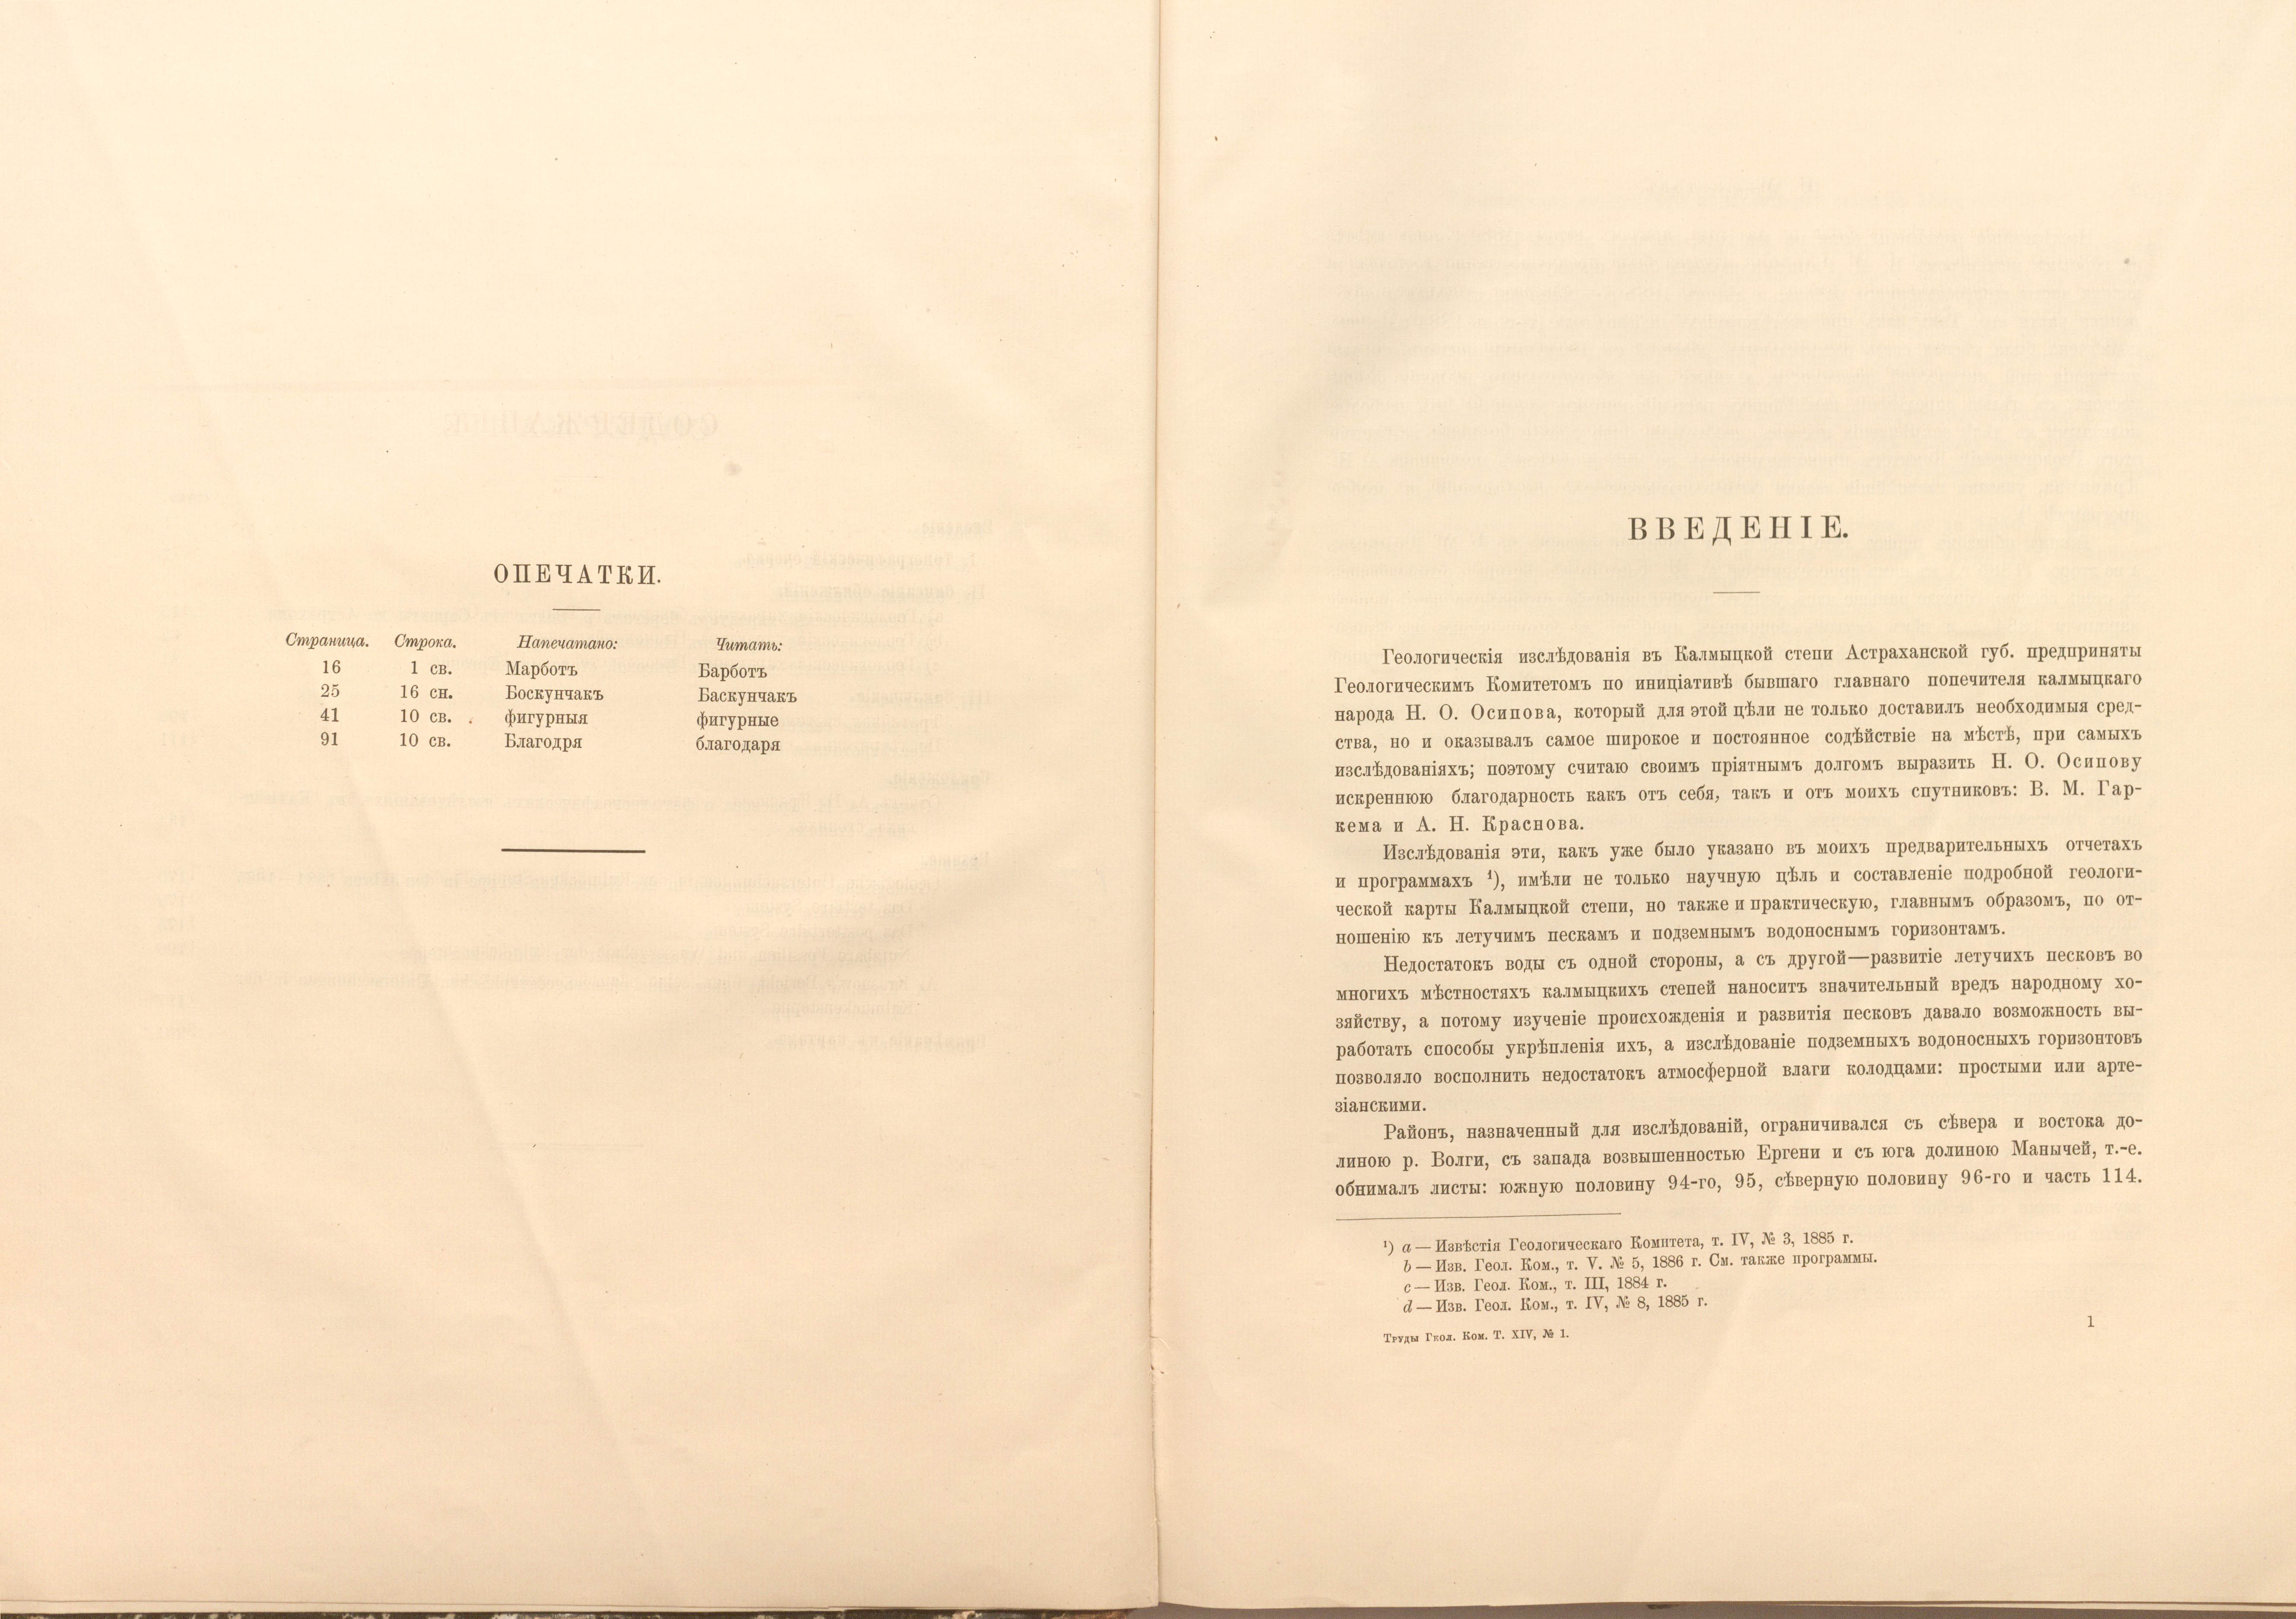 ОПЕЧАТКИ.
Страница. Строка. Напечатано: Читать:
16 1 св. Марботъ Барботъ
25 16 сн. Боскунчакъ Баскунчакъ
41 10 св. фигурныя фигурные
91 10 св. Благодря благодаря
ВВЕДЕНІЕ.
Геологическія изслѣдованія въ Калмыцкой степи Астраханской губ. предприняты
Геологическимъ Комитетомъ по иниціативѣ бывшаго главнаго попечителя калмыцкаго
народа Н. О. Осипова, который для этой цѣли не только доставилъ необходимыя сред-
ства, но и оказывалъ самое широкое и постоянное содѣйствіе на мѣстѣ, при самыхъ
изслѣдованіяхъ; поэтому считаю своимъ пріятнымъ долгомъ выразить Н. О. Осипову
искреннюю благодарность какъ отъ себя, такъ и отъ моихъ спутниковъ: В. М. Гар-
кема и А. Н. Краснова.
Изслѣдованія эти, какъ уже было указано въ моихъ предварительныхъ отчетахъ
и программахъ ¹), имѣли не только научную цѣль и составленіе подробной геологи-
ческой карты Калмыцкой степи, но также и практическую, главнымъ образомъ, по от-
ношенію къ летучимъ пескамъ и подземнымъ водоноснымъ горизонтамъ.
Недостатокъ воды съ одной стороны, а съ другой—развитіе летучихъ песковъ во
многихъ мѣстностяхъ калмыцкихъ степей наноситъ значительный вредъ народному хо-
зяйству, а потому изученіе происхожденія и развитія песковъ давало возможность вы-
работать способы укрѣпленія ихъ, а изслѣдованіе подземныхъ водоносныхъ горизонтовъ
позволяло восполнить недостатокъ атмосферной влаги колодцами: простыми или арте-
зіанскими.
Районъ, назначенный для изслѣдованій, ограничивался съ сѣвера и востока до-
линою р. Волги, съ запада возвышенностью Ергени и съ юга долиною Манычей, т.-е.
обнималъ листы: южную половину 94-го, 95, сѣверную половину 96-го и часть 114.
¹) a — Извѣстія Геологическаго Комитета, т. IV, № 3, 1885 г.
b — Изв. Геол. Ком., т. V. № 5, 1886 г. См. также программы.
c — Изв. Геол. Ком., т. III, 1884 г.
d — Изв. Геол. Ком., т. IV, № 8, 1885 г.
Труды Геол. Ком. Т. XIV, № 1.
1